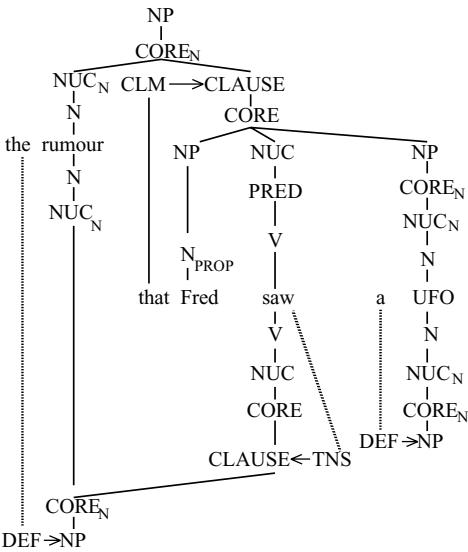 NP
CORE_N
NUC_N CLM → CLAUSE
N CORE
the rumour NP NUC NP
N PRED CORE_N
NUC_N V NUC_N
N_PROP N
that Fred saw a UFO
V N
NUC NUC_N
CORE CORE_N
DEF → NP
CLAUSE ← TNS
CORE_N
DEF → NP